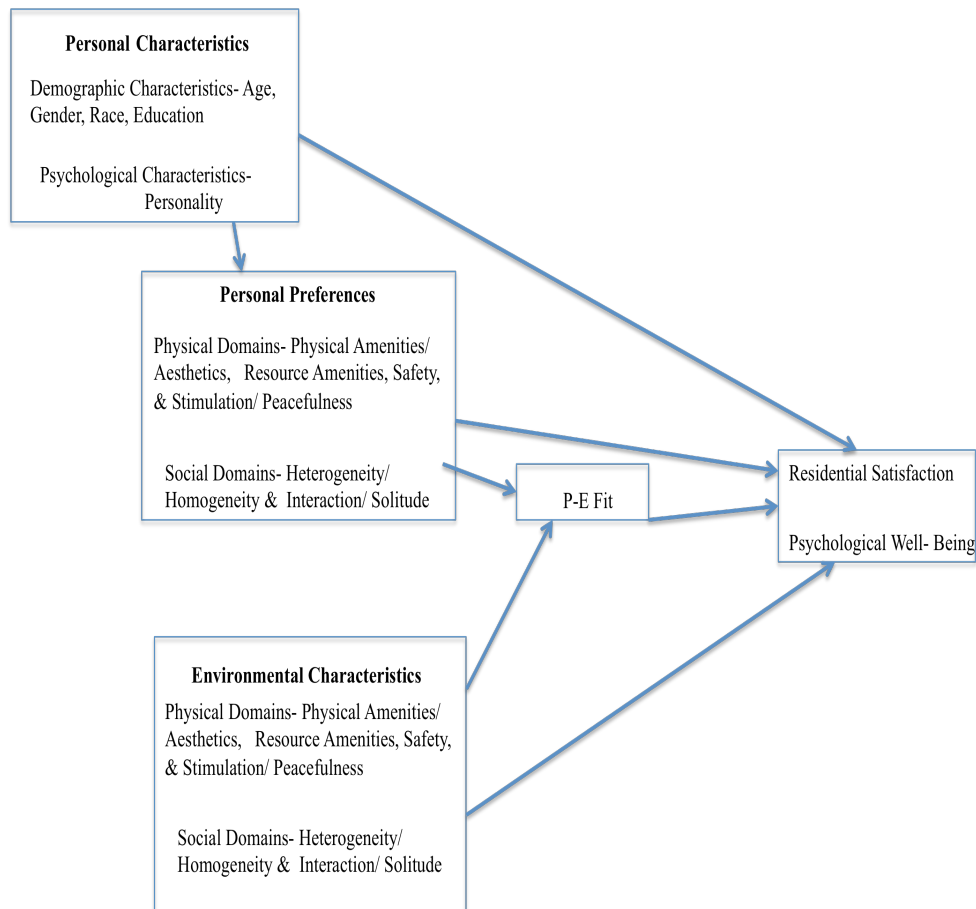 Personal Characteristics
Demographic Characteristics- Age,
Gender, Race, Education
Psychological Characteristics-
Personality
Personal Preferences
Physical Domains- Physical Amenities/
Aesthetics, Resource Amenities, Safety,
& Stimulation/ Peacefulness
Social Domains- Heterogeneity/
Homogeneity & Interaction/ Solitude
P-E Fit
Residential Satisfaction
Psychological Well- Being
Environmental Characteristics
Physical Domains- Physical Amenities/
Aesthetics, Resource Amenities, Safety,
& Stimulation/ Peacefulness
Social Domains- Heterogeneity/
Homogeneity & Interaction/ Solitude